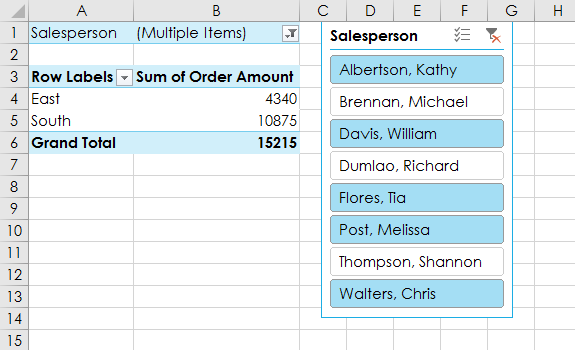 A B C D E F G H
1 Salesperson (Multiple Items) Salesperson
2
3 Row Labels Sum of Order Amount Albertson, Kathy
4 East 4340 Brennan, Michael
5 South 10875 Davis, William
6 Grand Total 15215 Dumlao, Richard
7
8 Flores, Tia
9
10 Post, Melissa
11 Thompson, Shannon
12
13 Walters, Chris
14
15